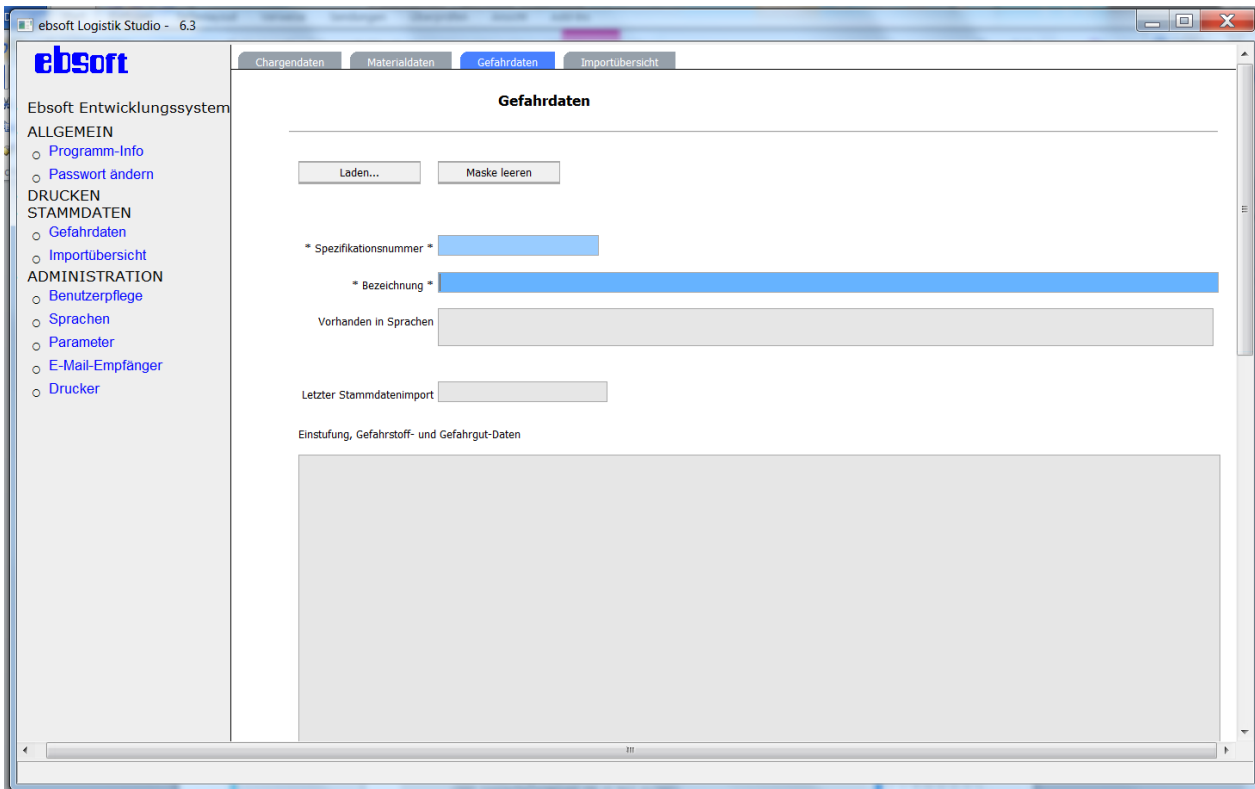 ebsoft Logistik Studio - 6.3
ebsoft
Ebsoft Entwicklungssystem
ALLGEMEIN
Programm-Info
Passwort ändern
DRUCKEN
STAMMDATEN
Gefahrdaten
Importübersicht
ADMINISTRATION
Benutzerpflege
Sprachen
Parameter
E-Mail-Empfänger
Drucker
Chargendaten Materialdaten Gefahrdaten Importübersicht
Gefahrdaten
Laden... Maske leeren
* Spezifikationsnummer *
* Bezeichnung *
Vorhanden in Sprachen
Letzter Stammdatenimport
Einstufung, Gefahrstoff- und Gefahrgut-Daten